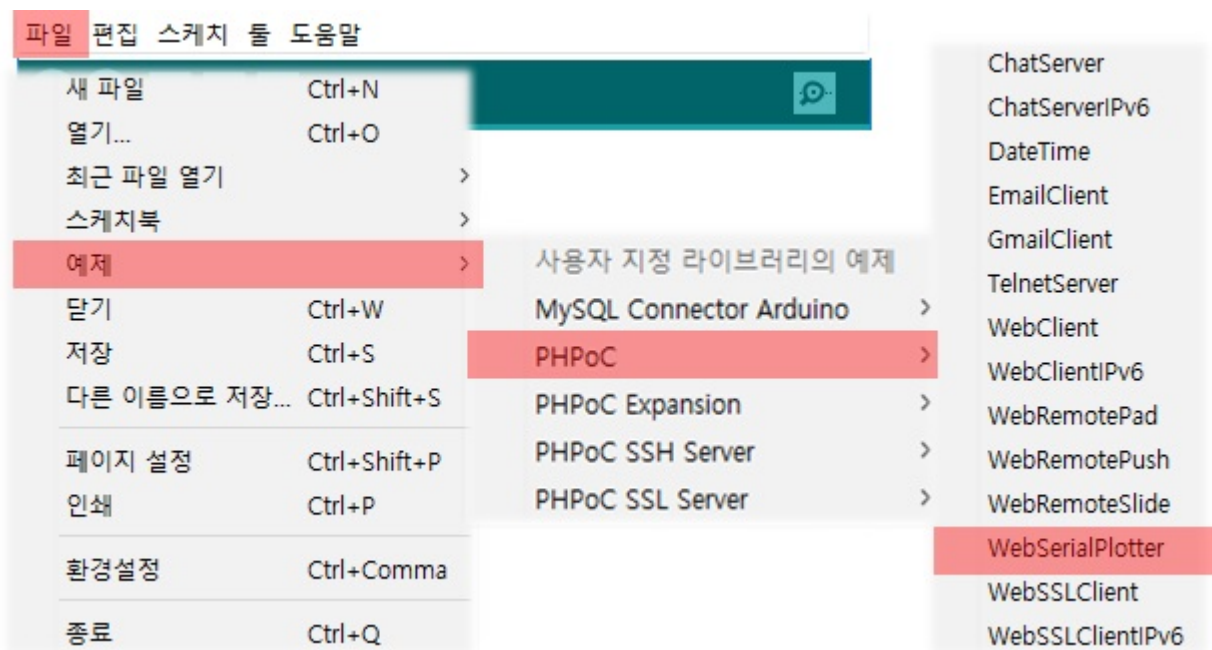 파일 편집 스케치 툴 도움말
새 파일 Ctrl+N
열기... Ctrl+O
최근 파일 열기 >
스케치북 >
예제 >
닫기 Ctrl+W
저장 Ctrl+S
다른 이름으로 저장... Ctrl+Shift+S
페이지 설정 Ctrl+Shift+P
인쇄 Ctrl+P
환경설정 Ctrl+Comma
종료 Ctrl+Q
사용자 지정 라이브러리의 예제
MySQL Connector Arduino >
PHPoC >
PHPoC Expansion >
PHPoC SSH Server >
PHPoC SSL Server >
ChatServer
ChatServerIPv6
DateTime
EmailClient
GmailClient
TelnetServer
WebClient
WebClientIPv6
WebRemotePad
WebRemotePush
WebRemoteSlide
WebSerialPlotter
WebSSLClient
WebSSLClientIPv6